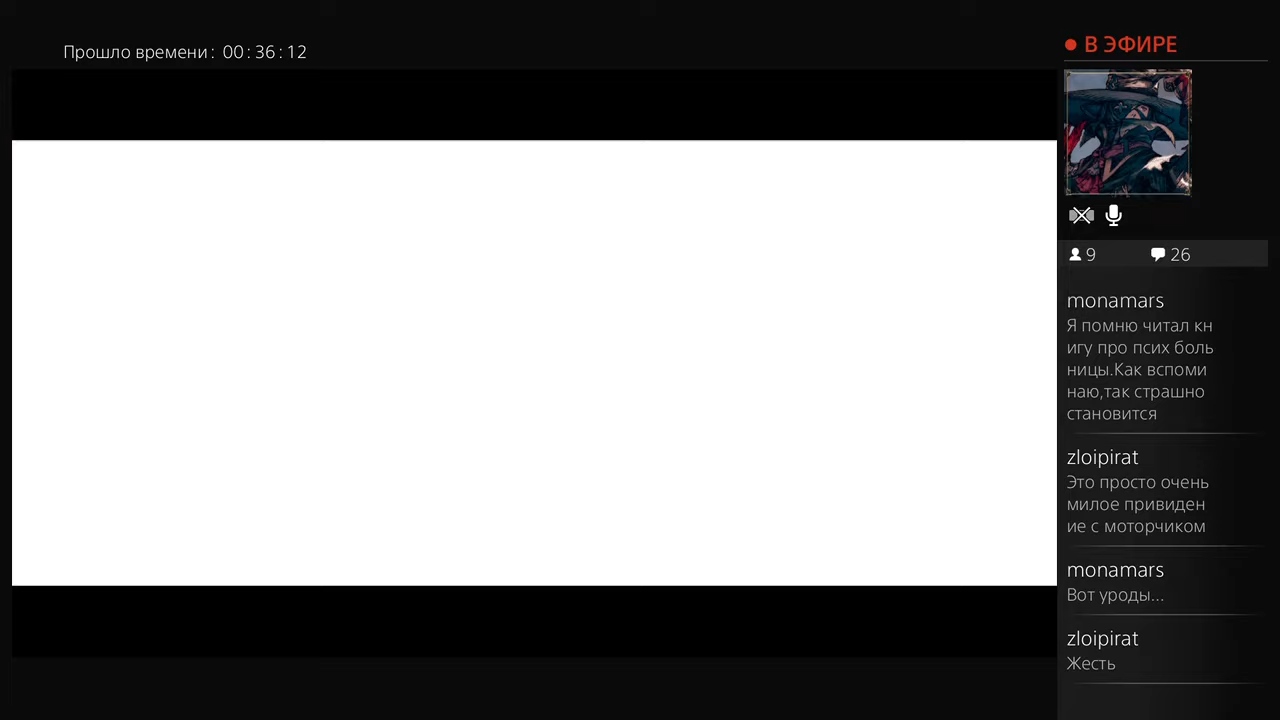 Прошло времени: 00:36:12
В ЭФИРЕ
9 26
monamars
Я помню читал кн
игу про псих боль
ницы.Как вспоми
наю,так страшно
становится
zloipirat
Это просто очень
милое привиден
ие с моторчиком
monamars
Вот уроды...
zloipirat
Жесть